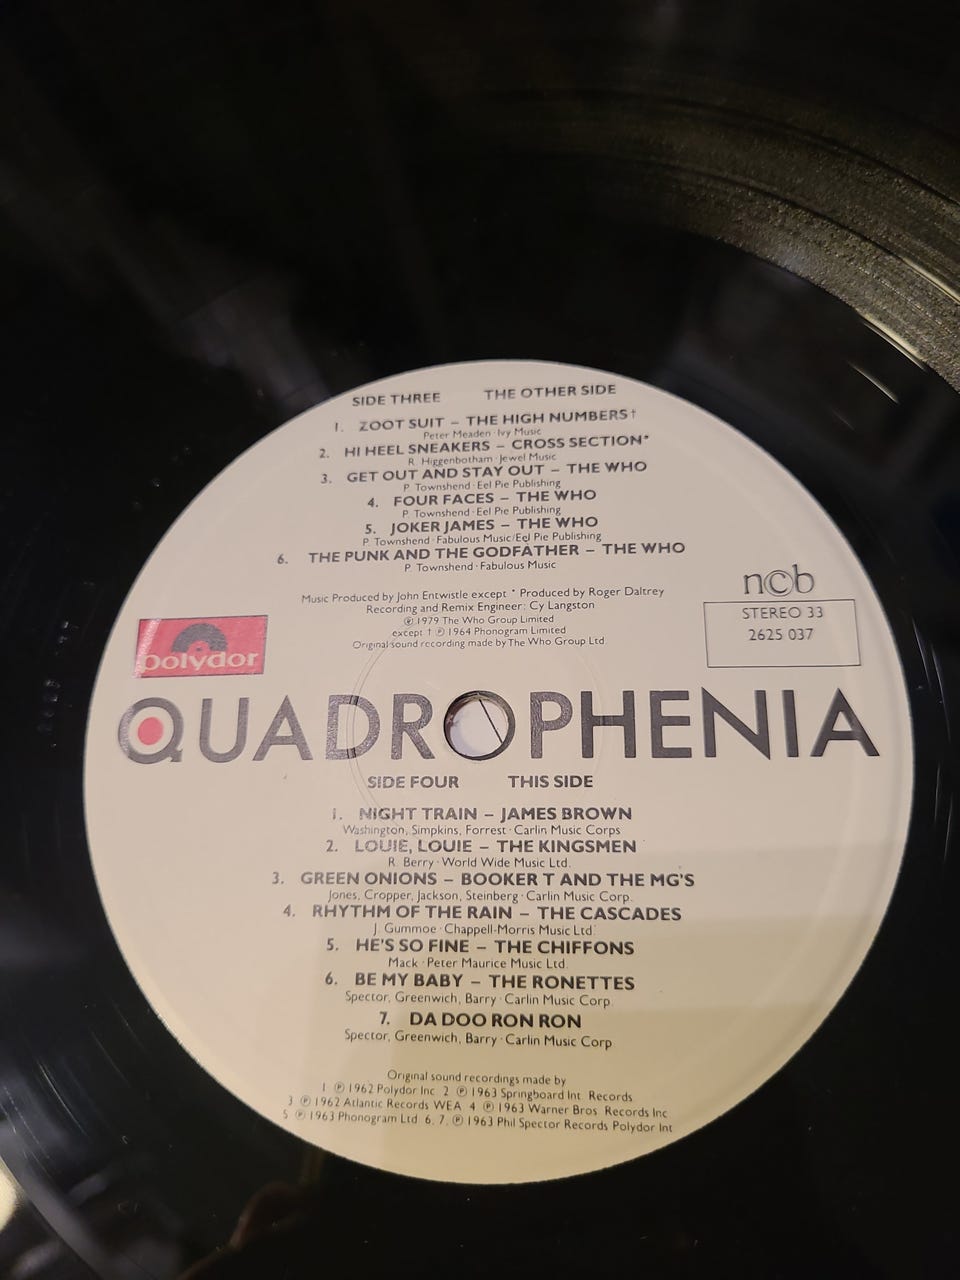 SIDE THREE THE OTHER SIDE
1. ZOOT SUIT – THE HIGH NUMBERS†
Peter Meaden · Ivy Music
2. HI HEEL SNEAKERS – CROSS SECTION*
R. Higgenbotham · Jewel Music
3. GET OUT AND STAY OUT – THE WHO
P. Townshend · Eel Pie Publishing
4. FOUR FACES – THE WHO
P. Townshend · Eel Pie Publishing
5. JOKER JAMES – THE WHO
P. Townshend · Fabulous Music/Eel Pie Publishing
6. THE PUNK AND THE GODFATHER – THE WHO
P. Townshend · Fabulous Music
Music Produced by John Entwistle except * Produced by Roger Daltrey
Recording and Remix Engineer: Cy Langston
℗ 1979 The Who Group Limited
except † ℗ 1964 Phonogram Limited
Original sound recording made by The Who Group Ltd.
ncb
STEREO 33
2625 037
polydor
QUADROPHENIA
SIDE FOUR THIS SIDE
1. NIGHT TRAIN – JAMES BROWN
Washington, Simpkins, Forrest · Carlin Music Corps
2. LOUIE, LOUIE – THE KINGSMEN
R. Berry · World Wide Music Ltd.
3. GREEN ONIONS – BOOKER T AND THE MG'S
Jones, Cropper, Jackson, Steinberg · Carlin Music Corp.
4. RHYTHM OF THE RAIN – THE CASCADES
J. Gummoe · Chappell-Morris Music Ltd.
5. HE'S SO FINE – THE CHIFFONS
Mack · Peter Maurice Music Ltd.
6. BE MY BABY – THE RONETTES
Spector, Greenwich, Barry · Carlin Music Corp.
7. DA DOO RON RON
Spector, Greenwich, Barry · Carlin Music Corp
Original sound recordings made by
1 ℗ 1962 Polydor Inc 2 ℗ 1963 Springboard Int. Records
3 ℗ 1962 Atlantic Records WEA 4 ℗ 1963 Warner Bros Records Inc
5 ℗ 1963 Phonogram Ltd 6, 7, ℗ 1963 Phil Spector Records Polydor Int